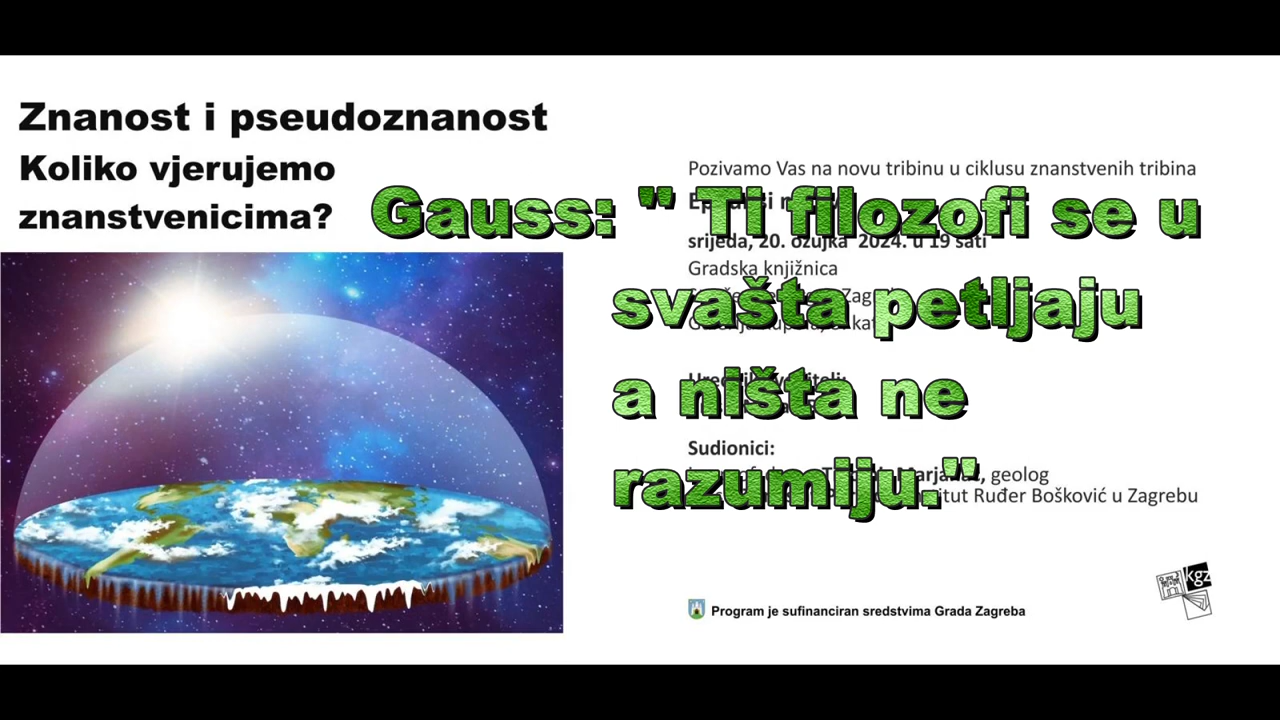 Znanost i pseudoznanost
Koliko vjerujemo
znanstvenicima?
Gauss: " Ti filozofi se u
svašta petljaju
a ništa ne
razumiju."
Pozivamo Vas na novu tribinu u ciklusu znanstvenih tribina
srijeda, 20. ožujka 2024. u 19 sati
Gradska knjižnica
Sudionici:
geolog
Ruđer Bošković u Zagrebu
Program je sufinanciran sredstvima Grada Zagreba
kgz